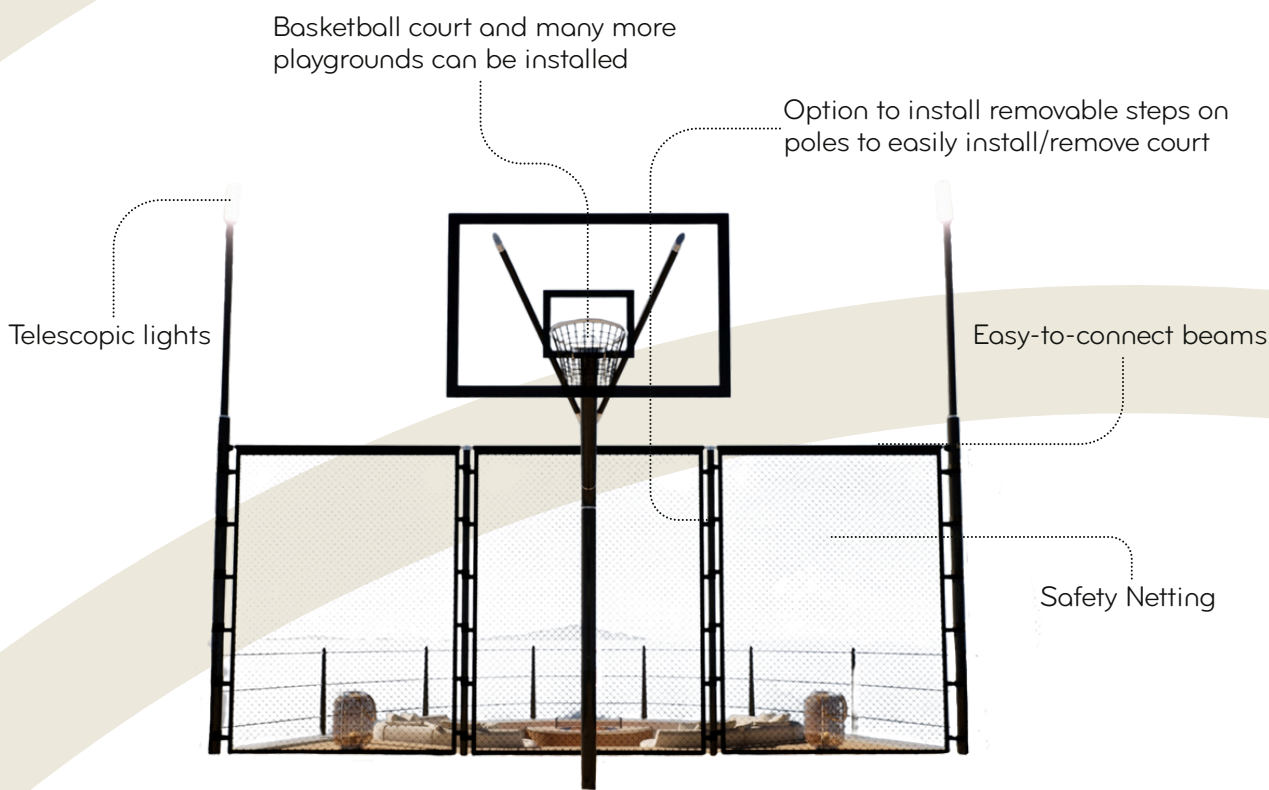 Basketball court and many more
playgrounds can be installed
Option to install removable steps on
poles to easily install/remove court
Telescopic lights
Easy-to-connect beams
Safety Netting